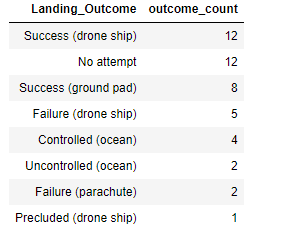 Landing_Outcome outcome_count
Success (drone ship) 12
No attempt 12
Success (ground pad) 8
Failure (drone ship) 5
Controlled (ocean) 4
Uncontrolled (ocean) 2
Failure (parachute) 2
Precluded (drone ship) 1